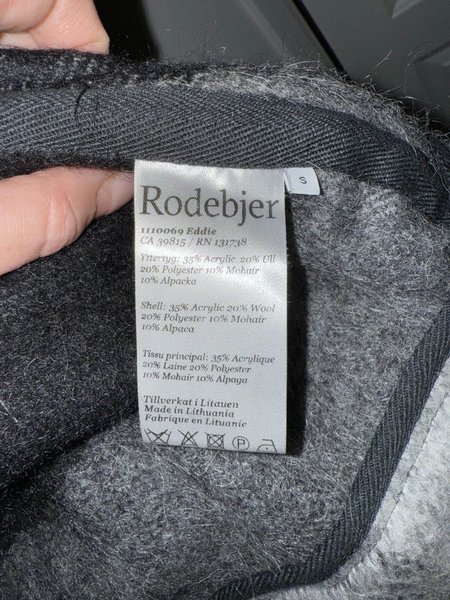 S
Rodebjer
1110069 Eddie
CA 39815 / RN 131738
Yttertyg: 35% Acrylic 20% Ull
20% Polyester 10% Mohair
10% Alpacka
Shell: 35% Acrylic 20% Wool
20% Polyester 10% Mohair
10% Alpaca
Tissu principal: 35% Acrylique
20% Laine 20% Polyester
10% Mohair 10% Alpaga
Tillverkat i Litauen
Made in Lithuania
Fabrique en Lituanie
P